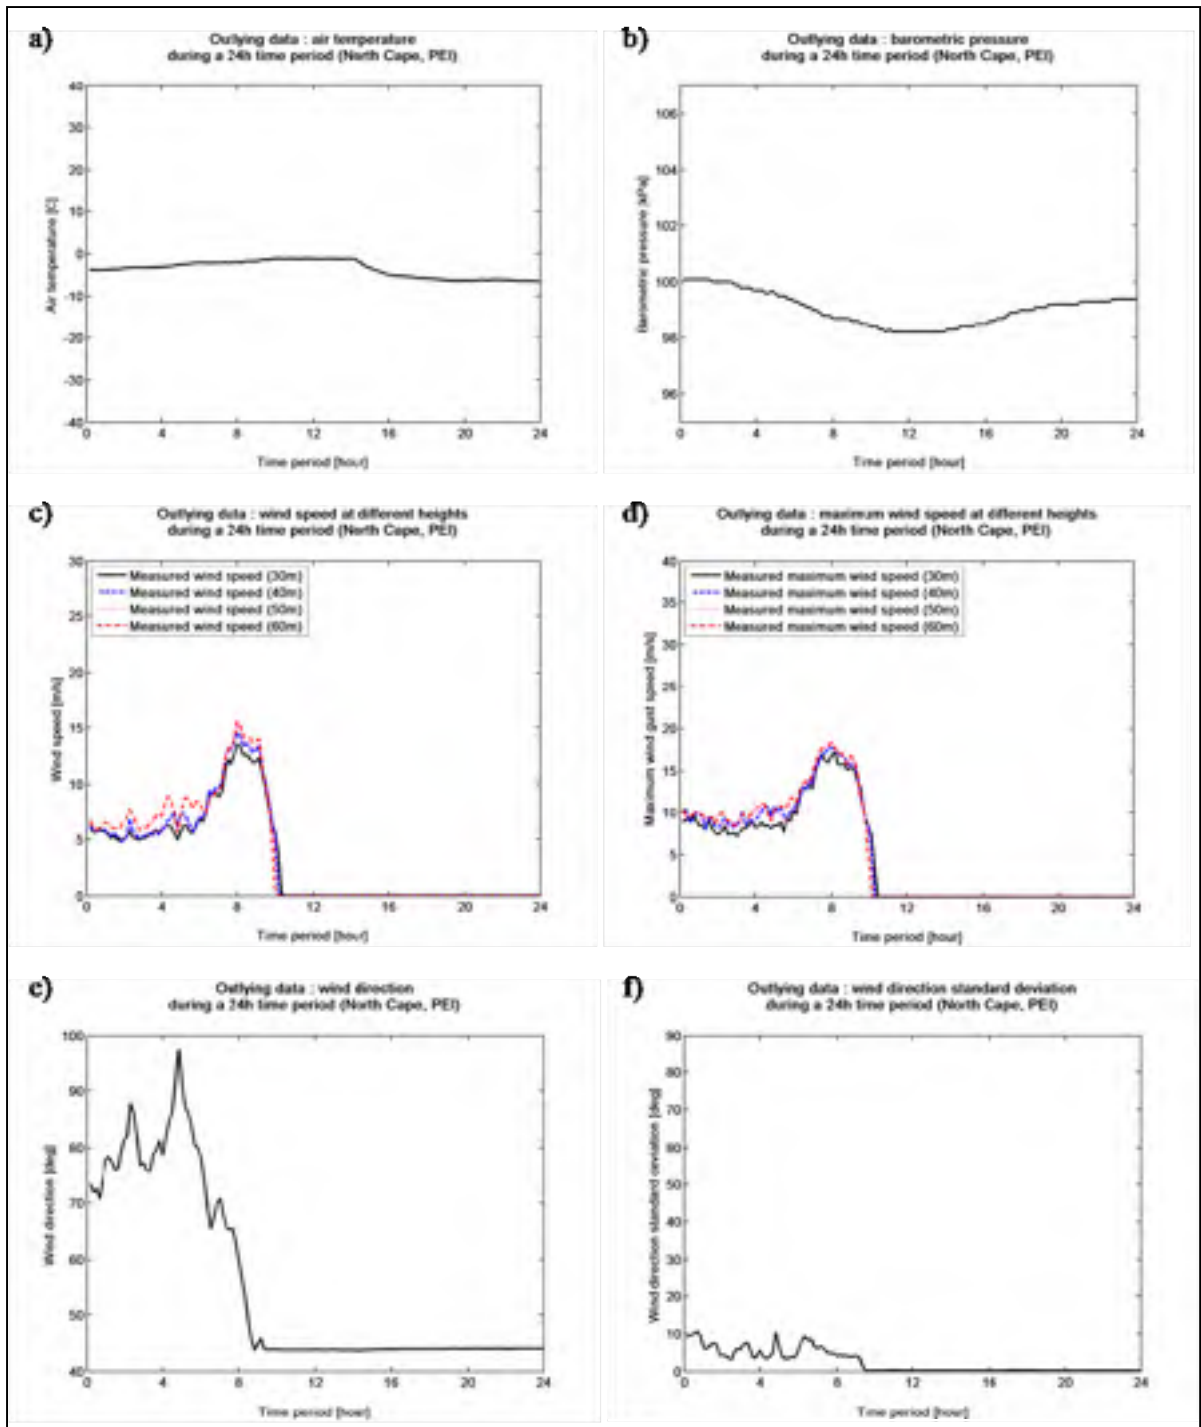 a)
Outlying data : air temperature
during a 24h time period (North Cape, PEI)
40
30
20
10
0
-10
-20
-30
-40
Air temperature [C]
0 4 8 12 16 20 24
Time period [hour]
b)
Outlying data : barometric pressure
during a 24h time period (North Cape, PEI)
106
104
102
100
98
96
Barometric pressure [kPa]
0 4 8 12 16 20 24
Time period [hour]
c)
Outlying data : wind speed at different heights
during a 24h time period (North Cape, PEI)
Measured wind speed (30m)
Measured wind speed (40m)
Measured wind speed (50m)
Measured wind speed (60m)
30
25
20
15
10
5
0
Wind speed [m/s]
0 4 8 12 16 20 24
Time period [hour]
d)
Outlying data : maximum wind speed at different heights
during a 24h time period (North Cape, PEI)
Measured maximum wind speed (30m)
Measured maximum wind speed (40m)
Measured maximum wind speed (50m)
Measured maximum wind speed (60m)
40
35
30
25
20
15
10
5
0
Maximum wind gust speed [m/s]
0 4 8 12 16 20 24
Time period [hour]
e)
Outlying data : wind direction
during a 24h time period (North Cape, PEI)
100
90
80
70
60
50
40
Wind direction [deg]
0 4 8 12 16 20 24
Time period [hour]
f)
Outlying data : wind direction standard deviation
during a 24h time period (North Cape, PEI)
90
80
70
60
50
40
30
20
10
0
Wind direction standard deviation [deg]
0 4 8 12 16 20 24
Time period [hour]